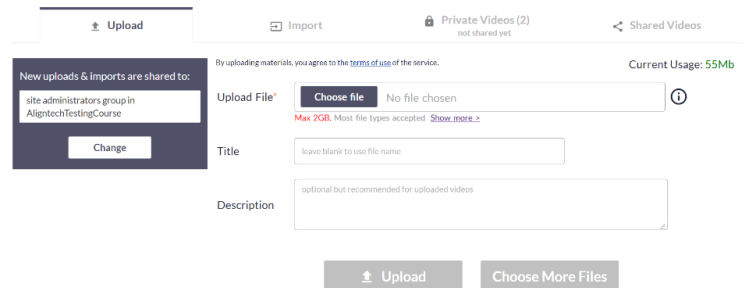 Upload
Import
Private Videos (2)
not shared yet
Shared Videos
New uploads & imports are shared to:
site administrators group in
AligntechTestingCourse
Change
By uploading materials, you agree to the terms of use of the service.
Current Usage: 55Mb
Upload File*
Choose file
No file chosen
Max 2GB. Most file types accepted Show more >
Title
leave blank to use file name
Description
optional but recommended for uploaded videos
Upload
Choose More Files